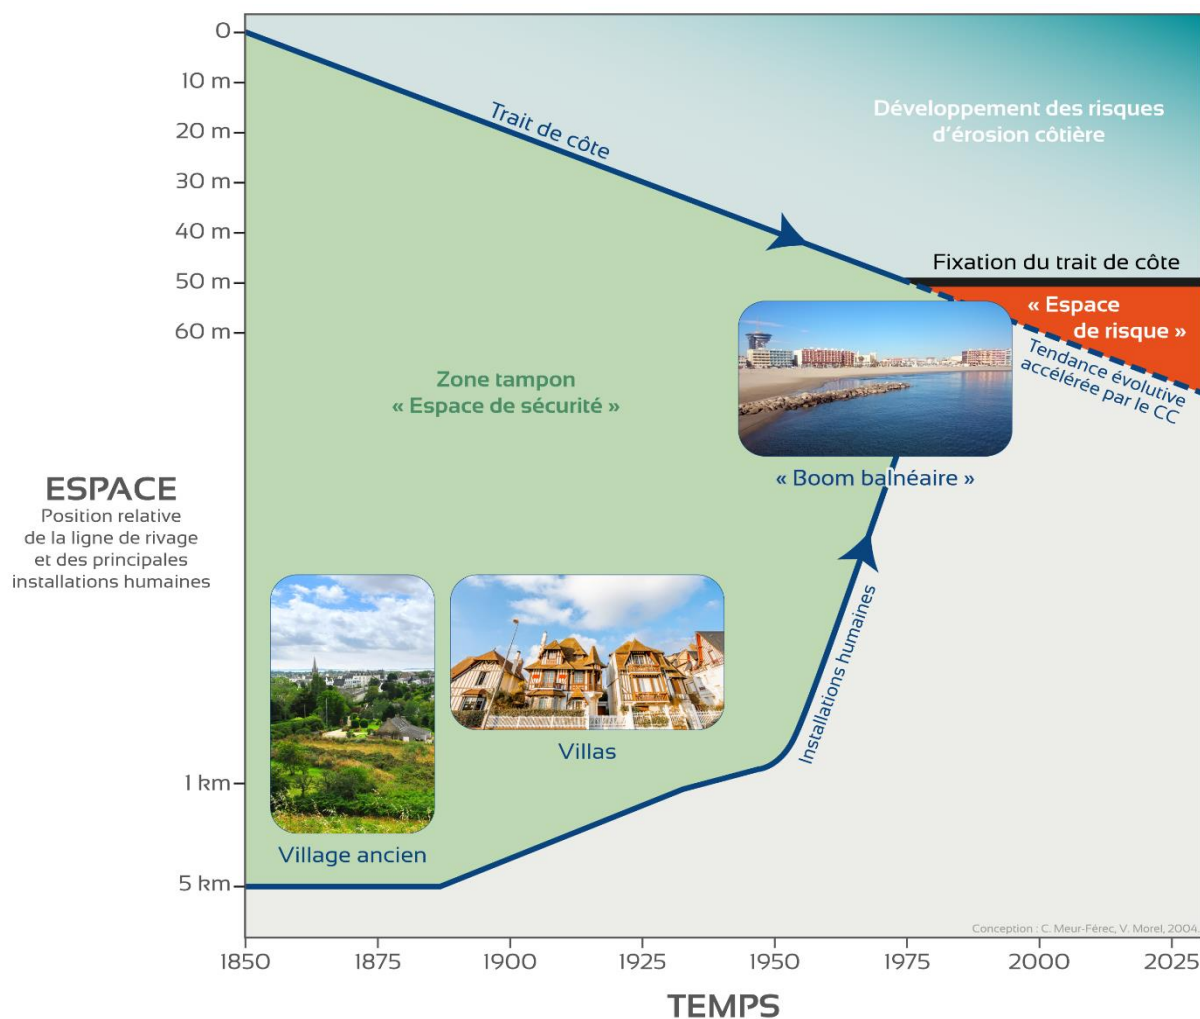 0
10 m
20 m
30 m
40 m
50 m
60 m
1 km
5 km
ESPACE
Position relative
de la ligne de rivage
et des principales
installations humaines
Trait de côte
Développement des risques
d'érosion côtière
Fixation du trait de côte
« Espace
de risque »
Tendance évolutive
accélérée par le CC
Zone tampon
« Espace de sécurité »
« Boom balnéaire »
Installations humaines
Villas
Village ancien
Conception : C. Meur-Férec, V. Morel, 2004.
1850
1875
1900
1925
1950
1975
2000
2025
TEMPS